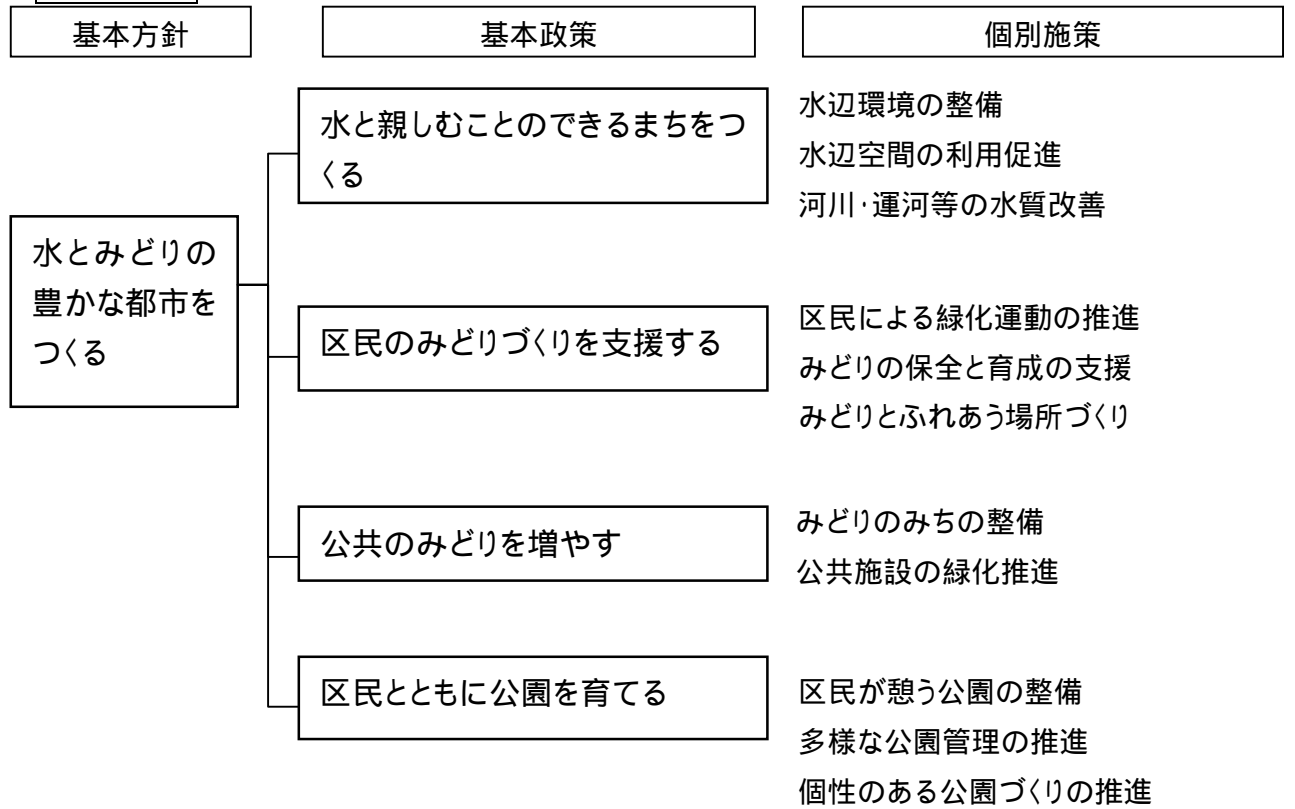 基本方針
基本政策
個別施策
水とみどりの
豊かな都市を
つくる
水と親しむことのできるまちをつ
くる
水辺環境の整備
水辺空間の利用促進
河川・運河等の水質改善
区民のみどりづくりを支援する
区民による緑化運動の推進
みどりの保全と育成の支援
みどりとふれあう場所づくり
公共のみどりを増やす
みどりのみちの整備
公共施設の緑化推進
区民とともに公園を育てる
区民が憩う公園の整備
多様な公園管理の推進
個性のある公園づくりの推進